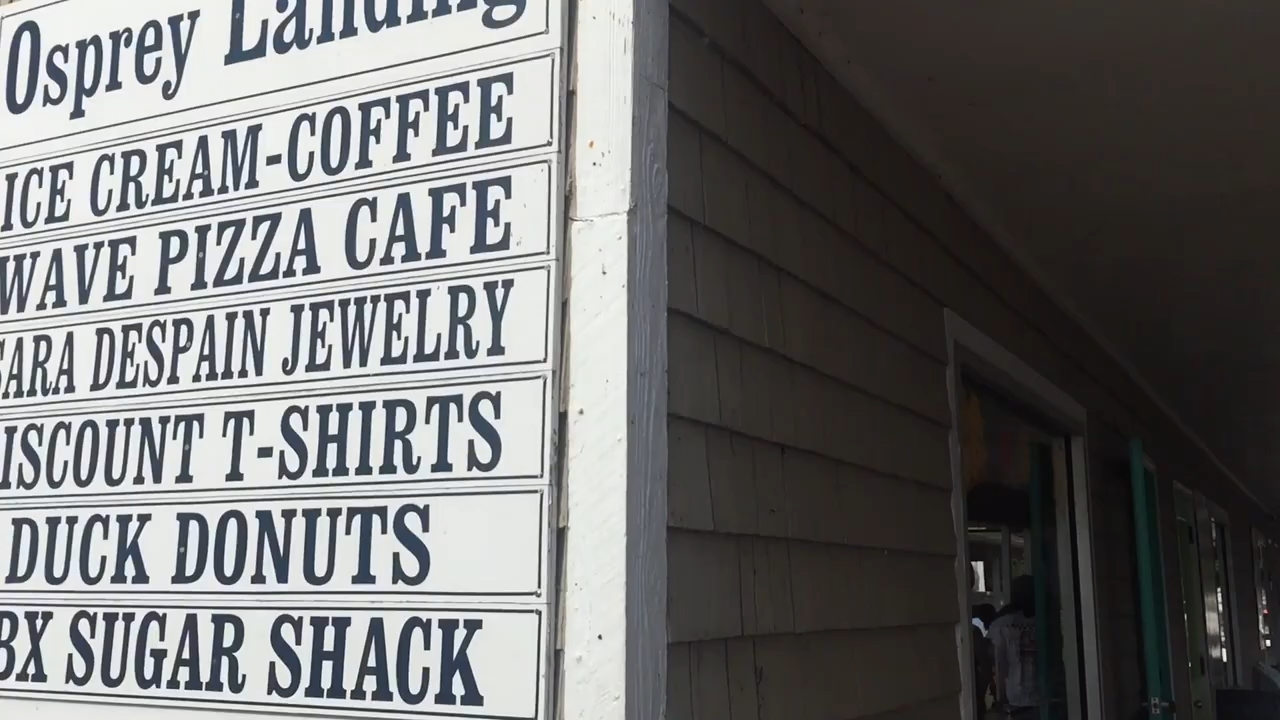 Osprey Landing
ICE CREAM-COFFEE
WAVE PIZZA CAFE
SARA DESPAIN JEWELRY
ISCOUNT T-SHIRTS
DUCK DONUTS
BX SUGAR SHACK